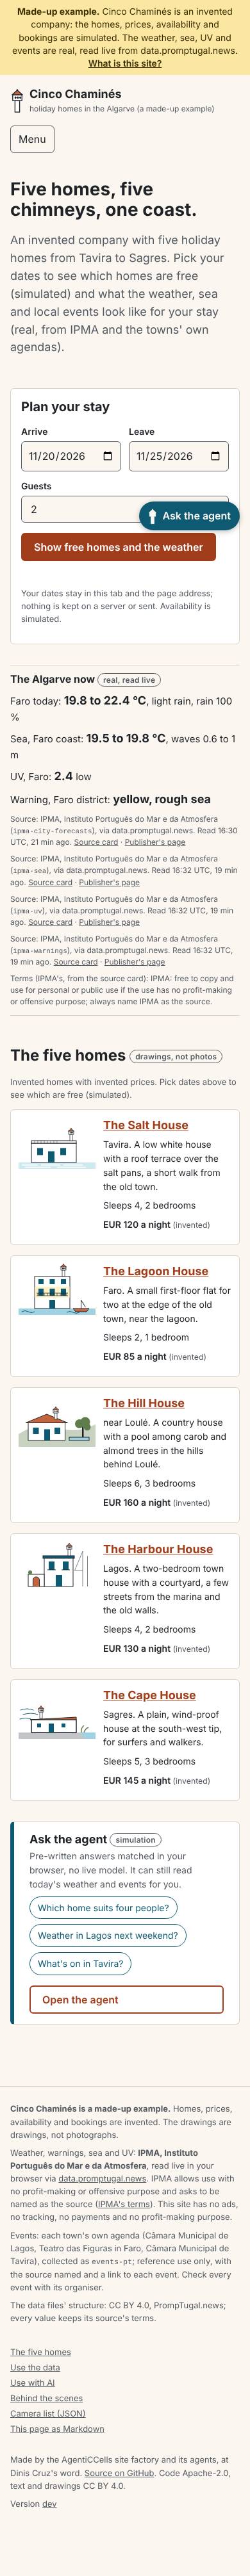 Made-up example. Cinco Chaminés is an invented
company: the homes, prices, availability and
bookings are simulated. The weather, sea, UV and
events are real, read live from data.promptugal.news.
What is this site?
Cinco Chaminés
holiday homes in the Algarve (a made-up example)
Menu
Five homes, five
chimneys, one coast.
An invented company with five holiday
homes from Tavira to Sagres. Pick your
dates to see which homes are free
(simulated) and what the weather, sea
and local events look like for your stay
(real, from IPMA and the towns' own
agendas).
Plan your stay
Arrive Leave
11/20/2026 11/25/2026
Guests
2
Ask the agent
Show free homes and the weather
Your dates stay in this tab and the page address;
nothing is kept on a server or sent. Availability is
simulated.
The Algarve now real, read live
Faro today: 19.8 to 22.4 °C, light rain, rain 100
%
Sea, Faro coast: 19.5 to 19.8 °C, waves 0.6 to 1
m
UV, Faro: 2.4 low
Warning, Faro district: yellow, rough sea
Source: IPMA, Instituto Português do Mar e da Atmosfera
(ipma-city-forecasts), via data.promptugal.news. Read 16:30
UTC, 21 min ago. Source card · Publisher's page
Source: IPMA, Instituto Português do Mar e da Atmosfera
(ipma-sea), via data.promptugal.news. Read 16:32 UTC, 19 min
ago. Source card · Publisher's page
Source: IPMA, Instituto Português do Mar e da Atmosfera
(ipma-uv), via data.promptugal.news. Read 16:32 UTC, 19 min
ago. Source card · Publisher's page
Source: IPMA, Instituto Português do Mar e da Atmosfera
(ipma-warnings), via data.promptugal.news. Read 16:32 UTC,
19 min ago. Source card · Publisher's page
Terms (IPMA's, from the source card): IPMA: free to copy and
use for personal or public use if the use has no profit-making
or offensive purpose; always name IPMA as the source.
The five homes drawings, not photos
Invented homes with invented prices. Pick dates above to
see which are free (simulated).
The Salt House
Tavira. A low white house
with a roof terrace over the
salt pans, a short walk from
the old town.
Sleeps 4, 2 bedrooms
EUR 120 a night (invented)
The Lagoon House
Faro. A small first-floor flat for
two at the edge of the old
town, near the lagoon.
Sleeps 2, 1 bedroom
EUR 85 a night (invented)
The Hill House
near Loulé. A country house
with a pool among carob and
almond trees in the hills
behind Loulé.
Sleeps 6, 3 bedrooms
EUR 160 a night (invented)
The Harbour House
Lagos. A two-bedroom town
house with a courtyard, a few
streets from the marina and
the old walls.
Sleeps 4, 2 bedrooms
EUR 130 a night (invented)
The Cape House
Sagres. A plain, wind-proof
house at the south-west tip,
for surfers and walkers.
Sleeps 5, 3 bedrooms
EUR 145 a night (invented)
Ask the agent simulation
Pre-written answers matched in your
browser, no live model. It can still read
today's weather and events for you.
Which home suits four people?
Weather in Lagos next weekend?
What's on in Tavira?
Open the agent
Cinco Chaminés is a made-up example. Homes, prices,
availability and bookings are invented. The drawings are
drawings, not photographs.
Weather, warnings, sea and UV: IPMA, Instituto
Português do Mar e da Atmosfera, read live in your
browser via data.promptugal.news. IPMA allows use with
no profit-making or offensive purpose and asks to be
named as the source (IPMA's terms). This site has no ads,
no tracking, no payments and no profit-making purpose.
Events: each town's own agenda (Câmara Municipal de
Lagos, Teatro das Figuras in Faro, Câmara Municipal de
Tavira), collected as events-pt; reference use only, with
the source named and a link to each event. Check every
event with its organiser.
The data files' structure: CC BY 4.0, PrompTugal.news;
every value keeps its source's terms.
The five homes
Use the data
Use with AI
Behind the scenes
Camera list (JSON)
This page as Markdown
Made by the AgentiCCells site factory and its agents, at
Dinis Cruz's word. Source on GitHub. Code Apache-2.0,
text and drawings CC BY 4.0.
Version dev